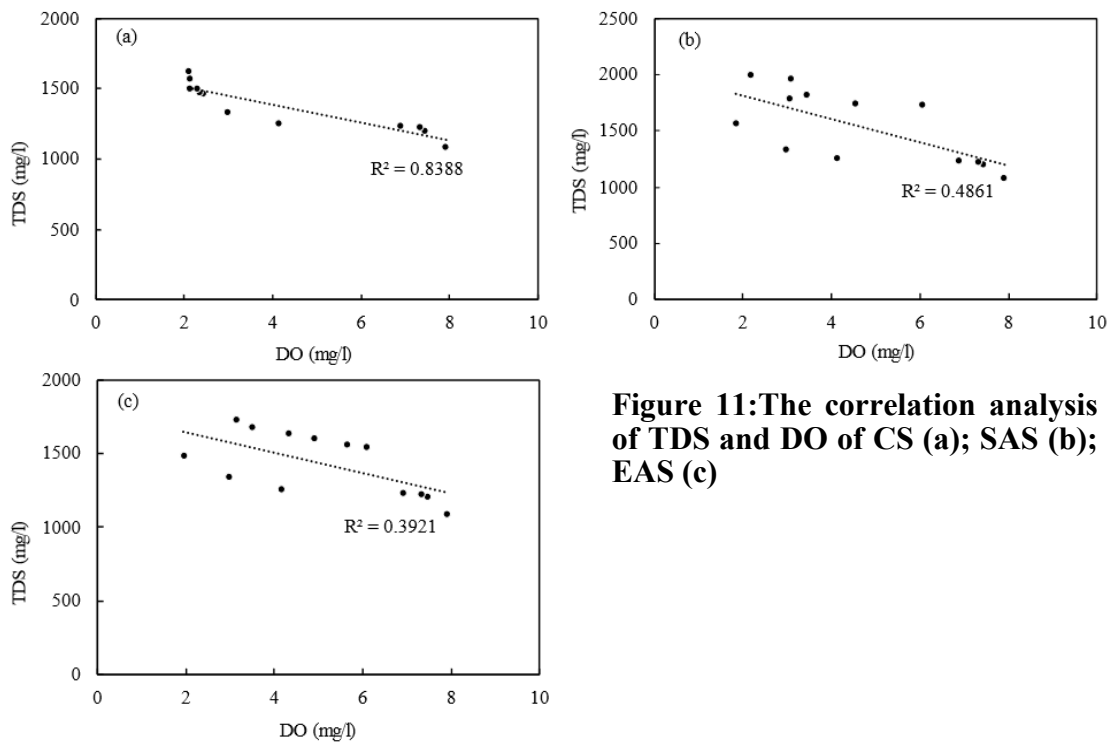 (a)
2000
1500
1000
500
0
TDS (mg/l)
R² = 0.8388
0 2 4 6 8 10
DO (mg/l)
(b)
2500
2000
1500
1000
500
0
TDS (mg/l)
R² = 0.4861
0 2 4 6 8 10
DO (mg/l)
(c)
2000
1500
1000
500
0
TDS (mg/l)
R² = 0.3921
0 2 4 6 8 10
DO (mg/l)
Figure 11:The correlation analysis
of TDS and DO of CS (a); SAS (b);
EAS (c)